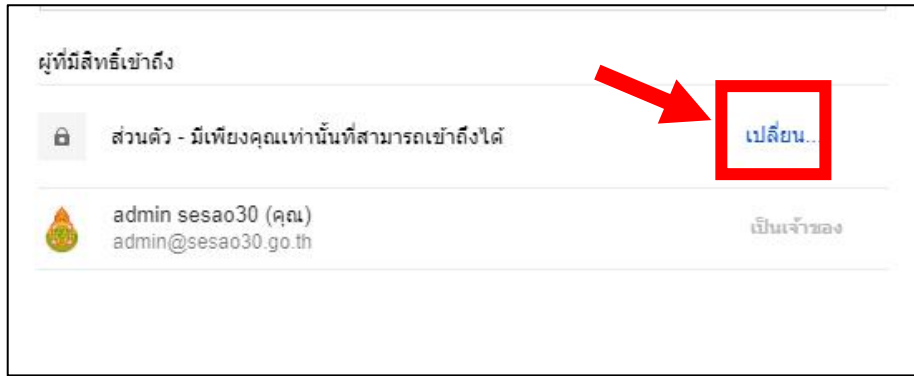 ผู้ที่มีสิทธิ์เข้าถึง
ส่วนตัว - มีเพียงคุณเท่านั้นที่สามารถเข้าถึงได้ เปลี่ยน...
admin sesao30 (คุณ) เป็นเจ้าของ
admin@sesao30.go.th